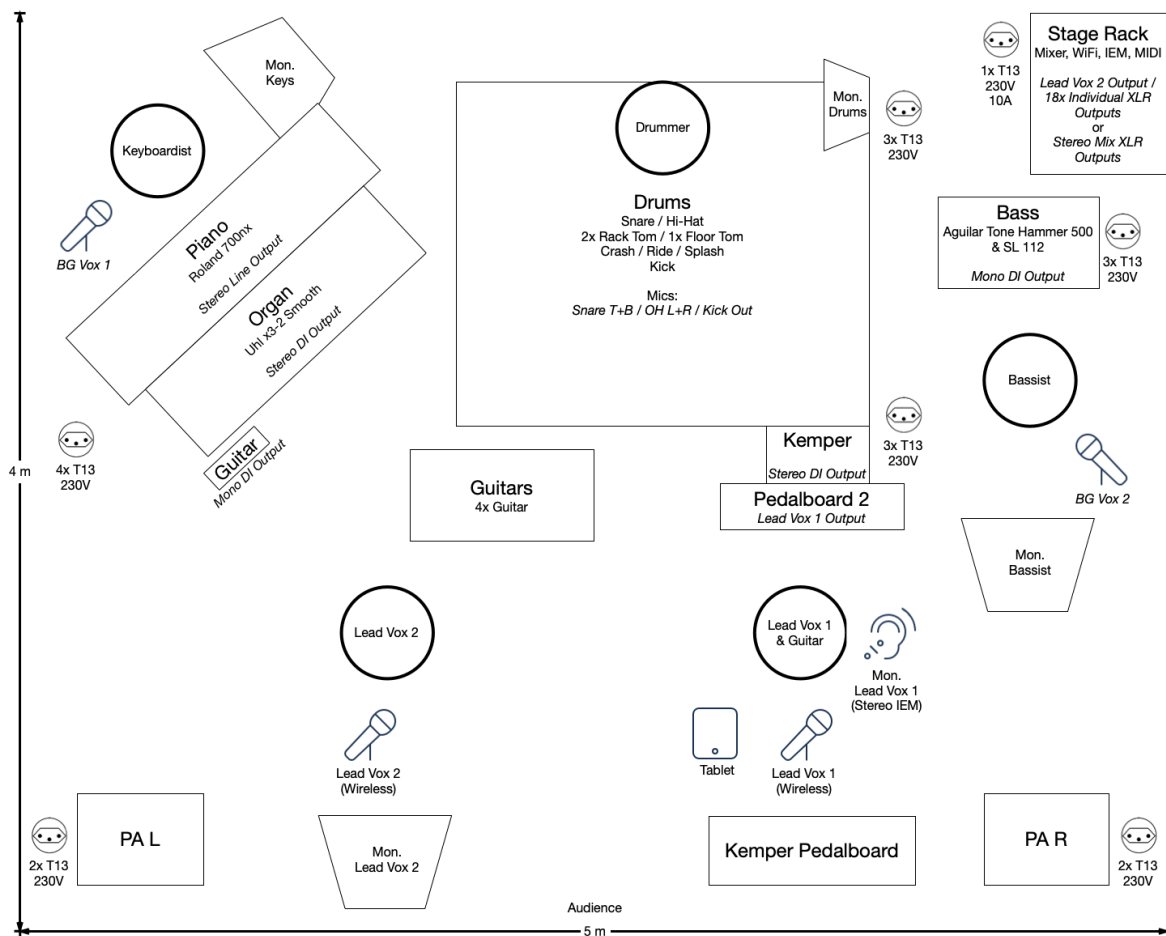 Mon.
Keys
Keyboardist
BG Vox 1
Piano
Roland 700nx
Stereo Line Output
Organ
Uhl x3-2 Smooth
Stereo DI Output
Guitar
Mono DI Output
4x T13
230V
4 m
Drummer
Mon.
Drums
3x T13
230V
Drums
Snare / Hi-Hat
2x Rack Tom / 1x Floor Tom
Crash / Ride / Splash
Kick
Mics:
Snare T+B / OH L+R / Kick Out
1x T13
230V
10A
Stage Rack
Mixer, WiFi, IEM, MIDI
Lead Vox 2 Output /
18x Individual XLR
Outputs
or
Stereo Mix XLR
Outputs
Bass
Aguilar Tone Hammer 500
& SL 112
Mono DI Output
3x T13
230V
Bassist
3x T13
230V
Kemper
Stereo DI Output
Pedalboard 2
Lead Vox 1 Output
Guitars
4x Guitar
BG Vox 2
Mon.
Bassist
Lead Vox 2
Lead Vox 1
& Guitar
Mon.
Lead Vox 1
(Stereo IEM)
Lead Vox 2
(Wireless)
Tablet
Lead Vox 1
(Wireless)
2x T13
230V
PA L
Mon.
Lead Vox 2
Kemper Pedalboard
PA R
2x T13
230V
Audience
5 m